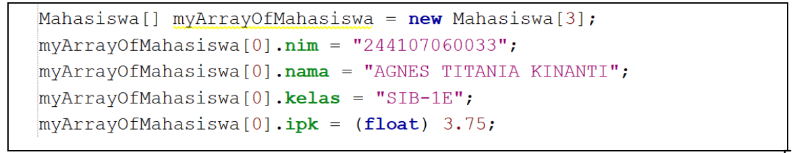 Mahasiswa[] myArrayOfMahasiswa = new Mahasiswa[3];
myArrayOfMahasiswa[0].nim = "244107060033";
myArrayOfMahasiswa[0].nama = "AGNES TITANIA KINANTI";
myArrayOfMahasiswa[0].kelas = "SIB-1E";
myArrayOfMahasiswa[0].ipk = (float) 3.75;